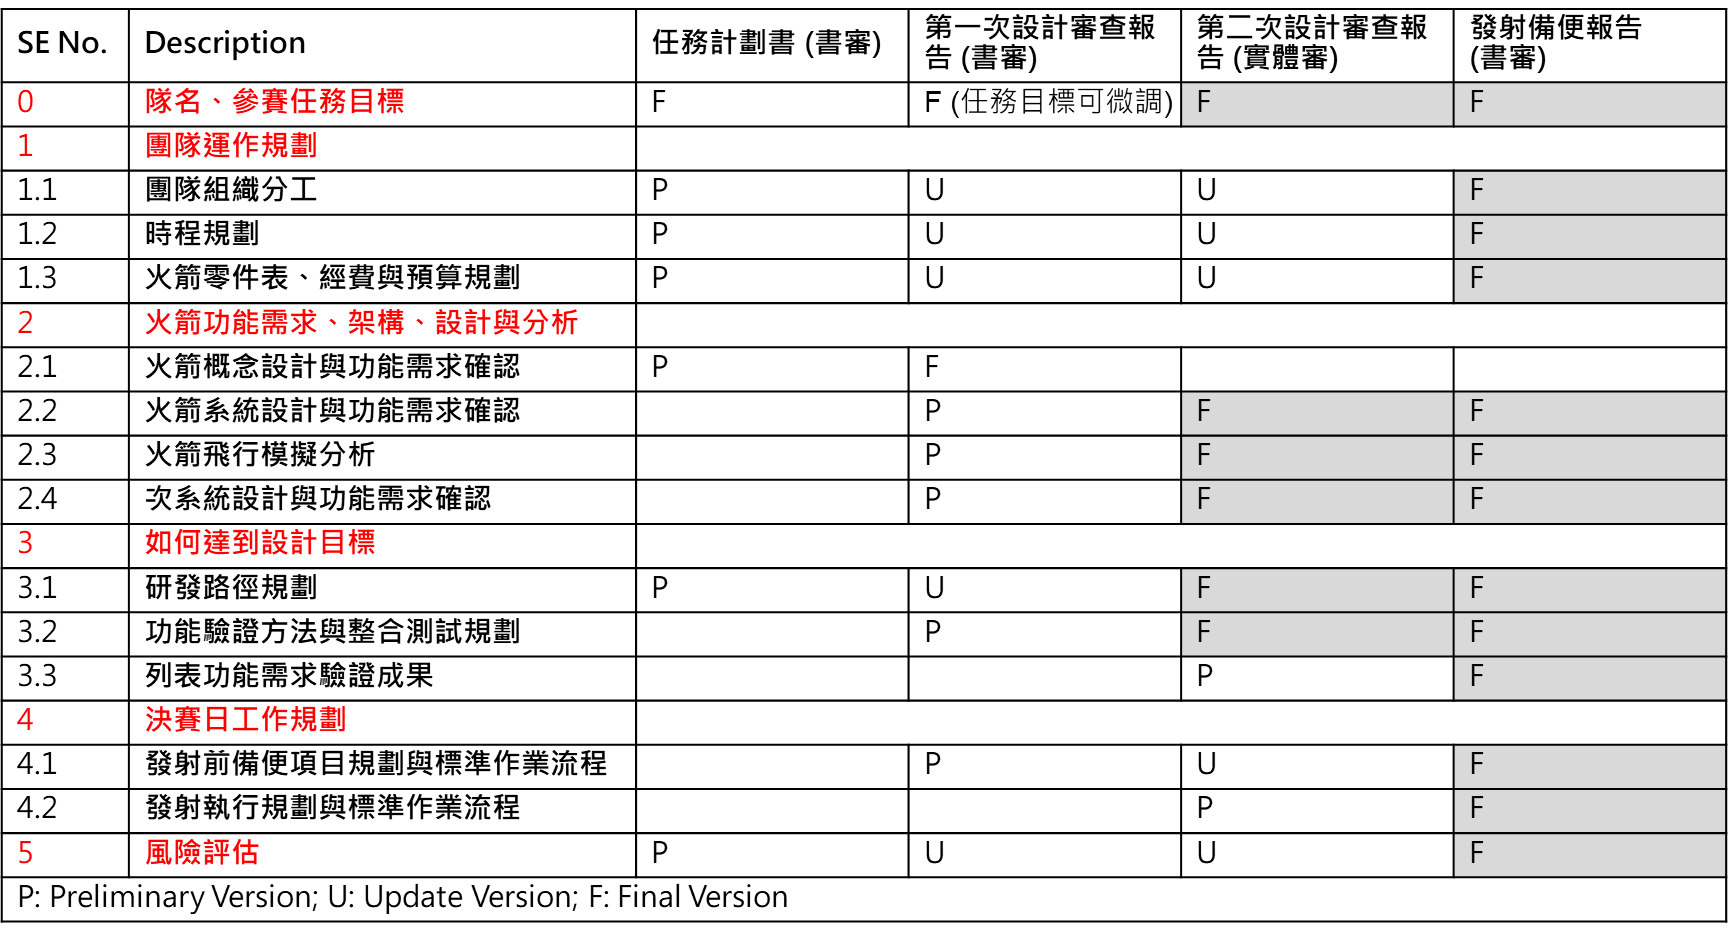 SE No. Description 任務計劃書 (書審) 第一次設計審查報告 (書審) 第二次設計審查報告 (實體審) 發射備便報告 (書審)
0 隊名、參賽任務目標 F F (任務目標可微調) F F
1 團隊運作規劃
1.1 團隊組織分工 P U U F
1.2 時程規劃 P U U F
1.3 火箭零件表、經費與預算規劃 P U U F
2 火箭功能需求、架構、設計與分析
2.1 火箭概念設計與功能需求確認 P F
2.2 火箭系統設計與功能需求確認 P F F
2.3 火箭飛行模擬分析 P F F
2.4 次系統設計與功能需求確認 P F F
3 如何達到設計目標
3.1 研發路徑規劃 P U F F
3.2 功能驗證方法與整合測試規劃 P F F
3.3 列表功能需求驗證成果 P F
4 決賽日工作規劃
4.1 發射前備便項目規劃與標準作業流程 P U F
4.2 發射執行規劃與標準作業流程 P F
5 風險評估 P U U F
P: Preliminary Version; U: Update Version; F: Final Version